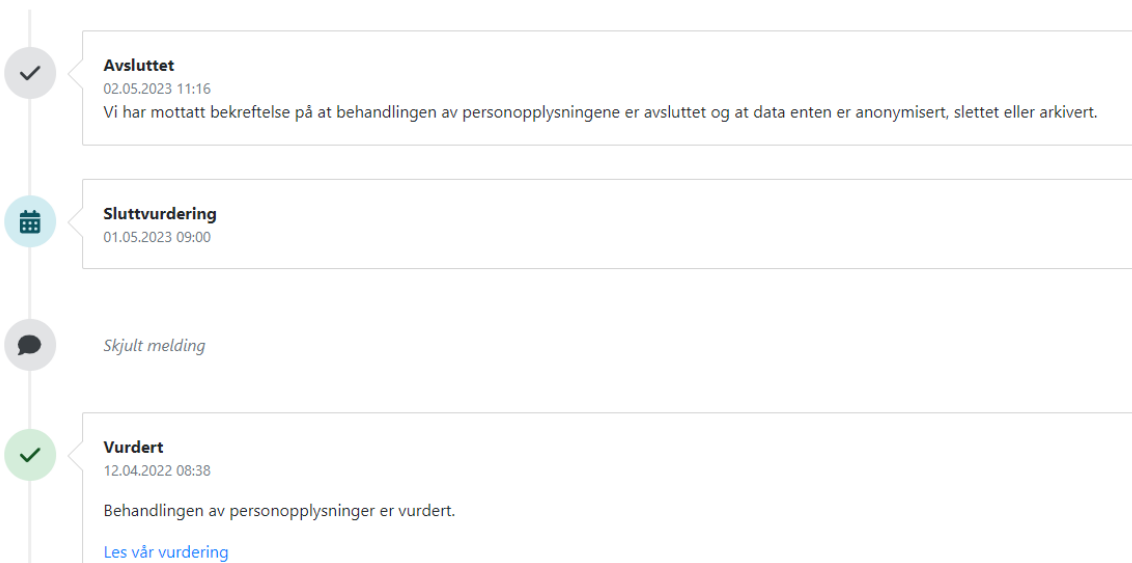 Avsluttet
02.05.2023 11:16
Vi har mottatt bekreftelse på at behandlingen av personopplysningene er avsluttet og at data enten er anonymisert, slettet eller arkivert.
Sluttvurdering
01.05.2023 09:00
Skjult melding
Vurdert
12.04.2022 08:38
Behandlingen av personopplysninger er vurdert.
Les vår vurdering